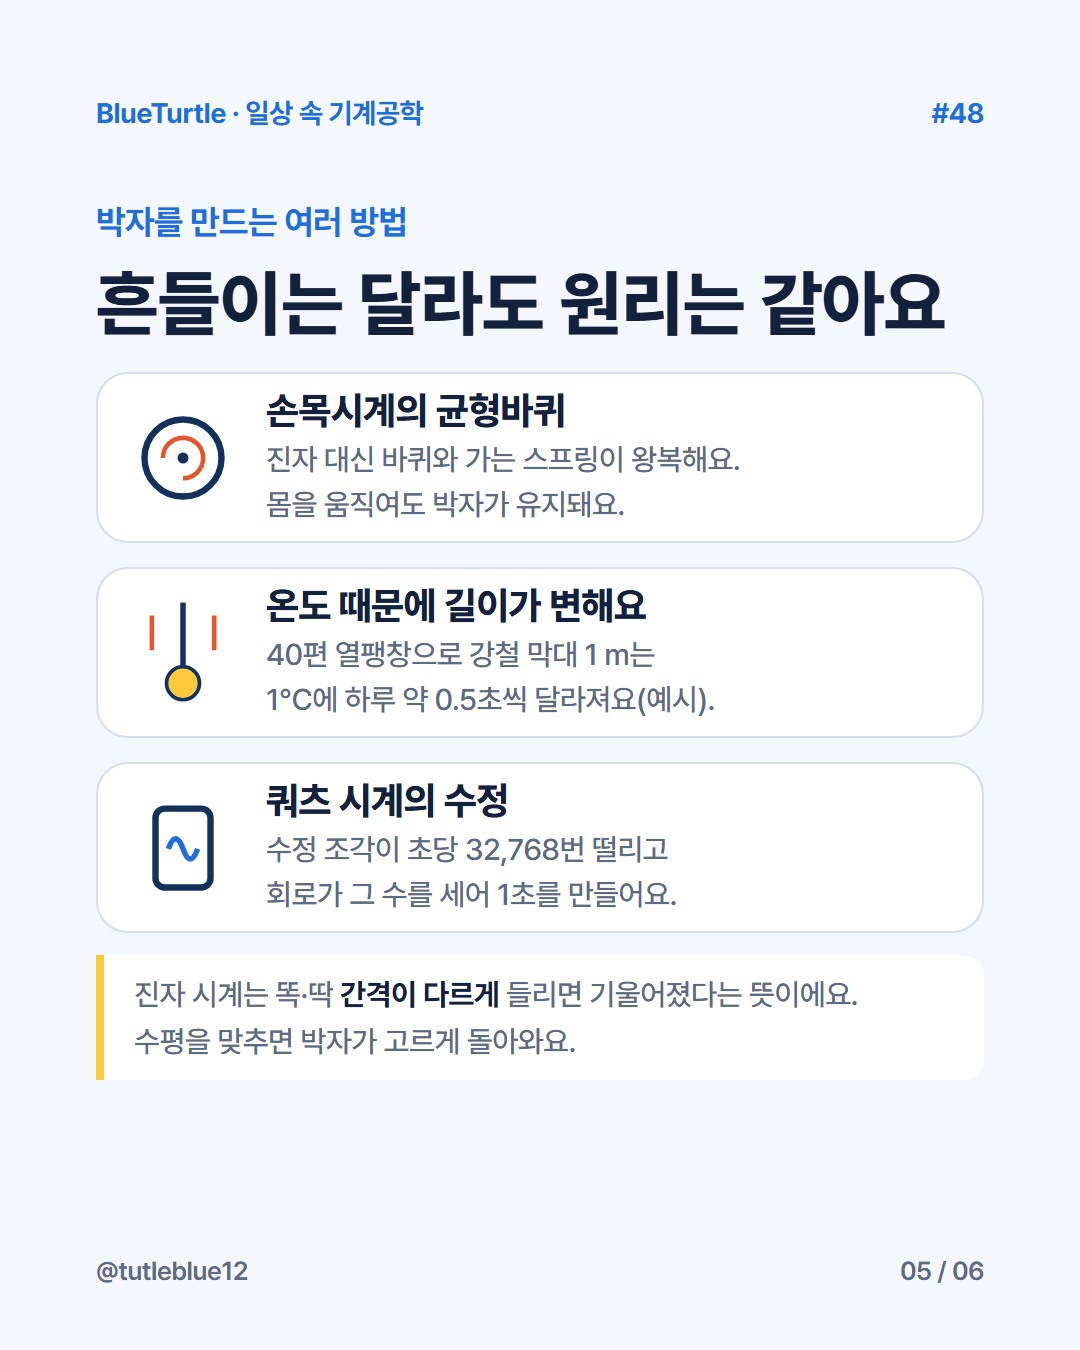 BlueTurtle · 일상 속 기계공학
#48
박자를 만드는 여러 방법
흔들이는 달라도 원리는 같아요
손목시계의 균형바퀴
진자 대신 바퀴와 가는 스프링이 왕복해요.
몸을 움직여도 박자가 유지돼요.
온도 때문에 길이가 변해요
40편 열팽창으로 강철 막대 1 m는
1°C에 하루 약 0.5초씩 달라져요(예시).
쿼츠 시계의 수정
수정 조각이 초당 32,768번 떨리고
회로가 그 수를 세어 1초를 만들어요.
진자 시계는 똑·딱 간격이 다르게 들리면 기울어졌다는 뜻이에요.
수평을 맞추면 박자가 고르게 돌아와요.
@tutleblue12
05 / 06